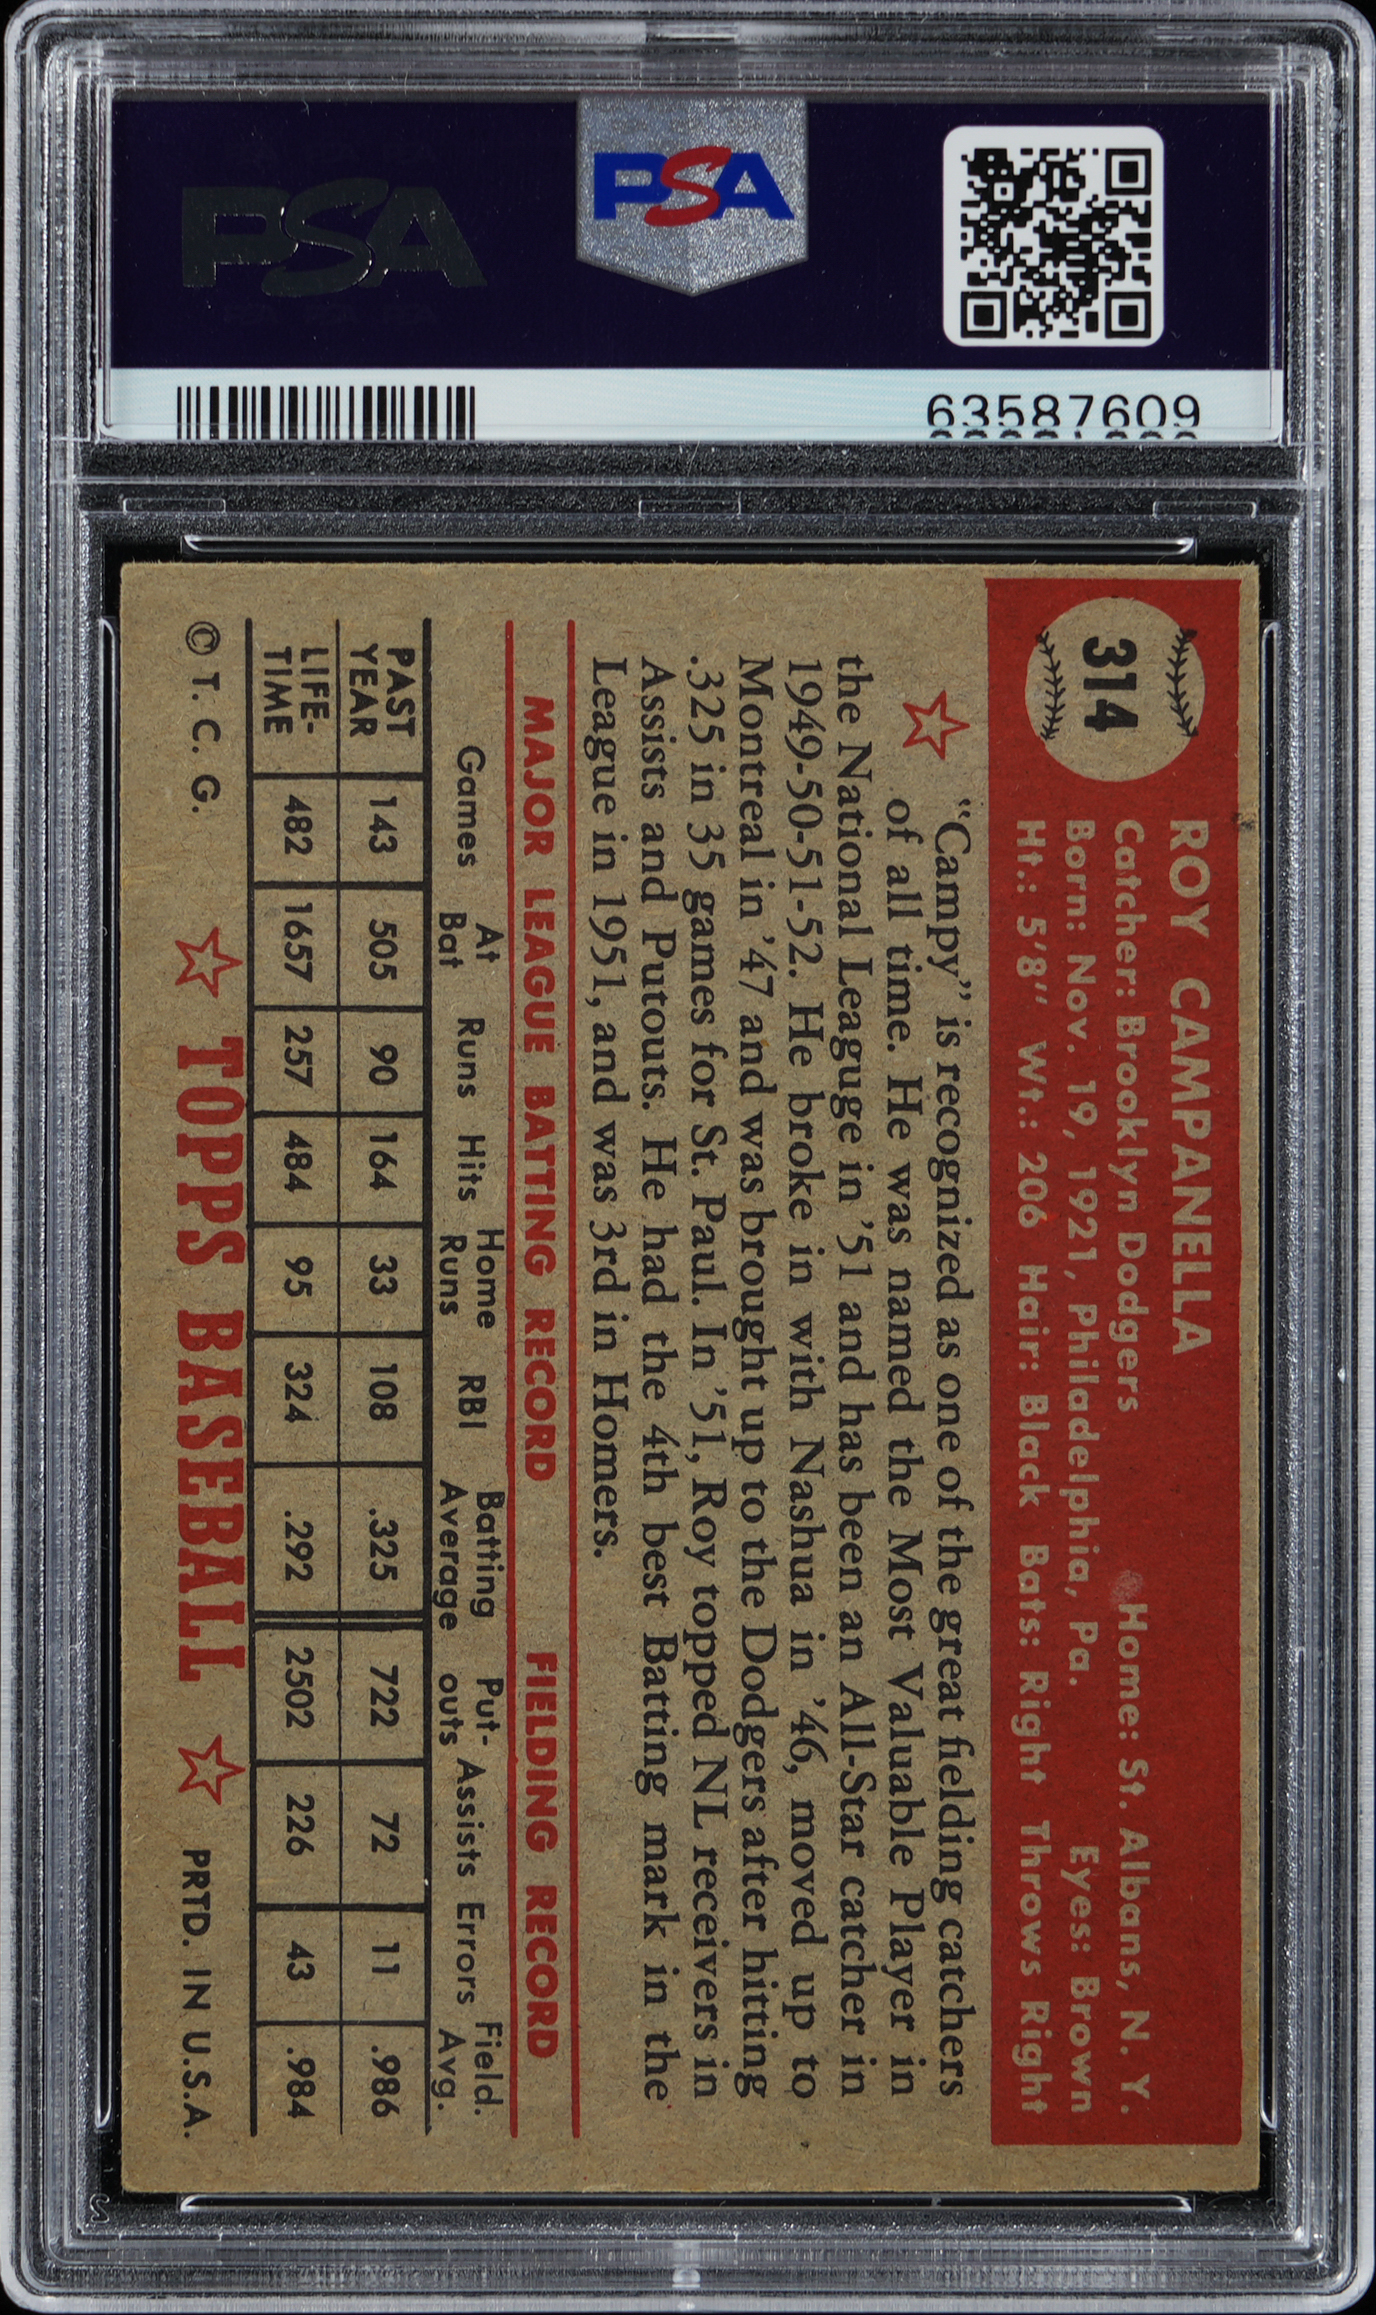 PSA
PSA
63587609
314
ROY CAMPANELLA
Catcher: Brooklyn Dodgers Home: St. Albans, N. Y.
Born: Nov. 19, 1921, Philadelphia, Pa. Eyes: Brown
Ht.: 5'8" Wt.: 206 Hair: Black Bats: Right Throws Right
"Campy" is recognized as one of the great fielding catchers
of all time. He was named the Most Valuable Player in
the National League in '51 and has been an All-Star catcher in
1949-50-51-52. He broke in with Nashua in '46, moved up to
Montreal in '47 and was brought up to the Dodgers after hitting
.325 in 35 games for St. Paul. In '51, Roy topped NL receivers in
Assists and Putouts. He had the 4th best Batting mark in the
League in 1951, and was 3rd in Homers.
MAJOR LEAGUE BATTING RECORD FIELDING RECORD
Games At Bat Runs Hits Home Runs RBI Batting Average Put-outs Assists Errors Field. Avg.
PAST YEAR 143 505 90 164 33 108 .325 722 72 11 .986
LIFE-TIME 482 1657 257 484 95 324 .292 2502 226 43 .984
© T. C. G. TOPPS BASEBALL PRTD. IN U.S.A.